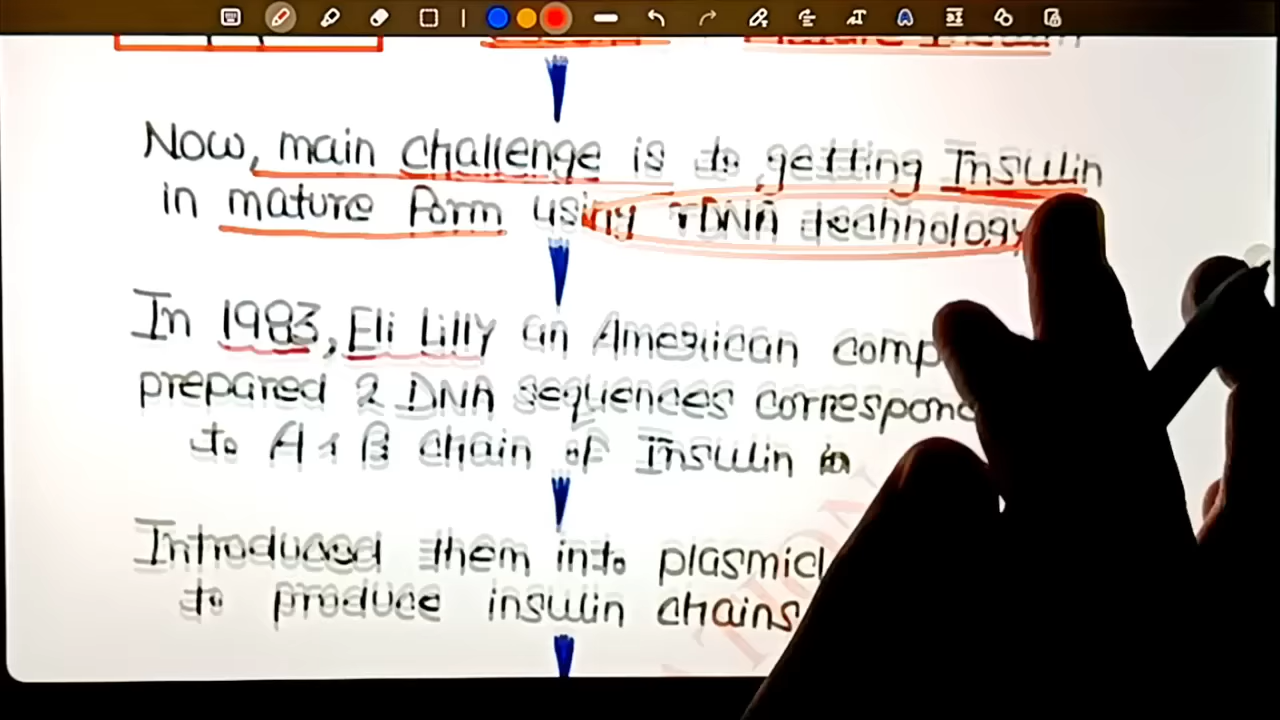 Now, main challenge is to getting Insulin
in mature Form using rDNA technology
In 1983, Eli Lilly an American comp
prepared 2 DNA sequences correspond
to A & B chain of Insulin
Introduced them into plasmid
to produce insulin chains.